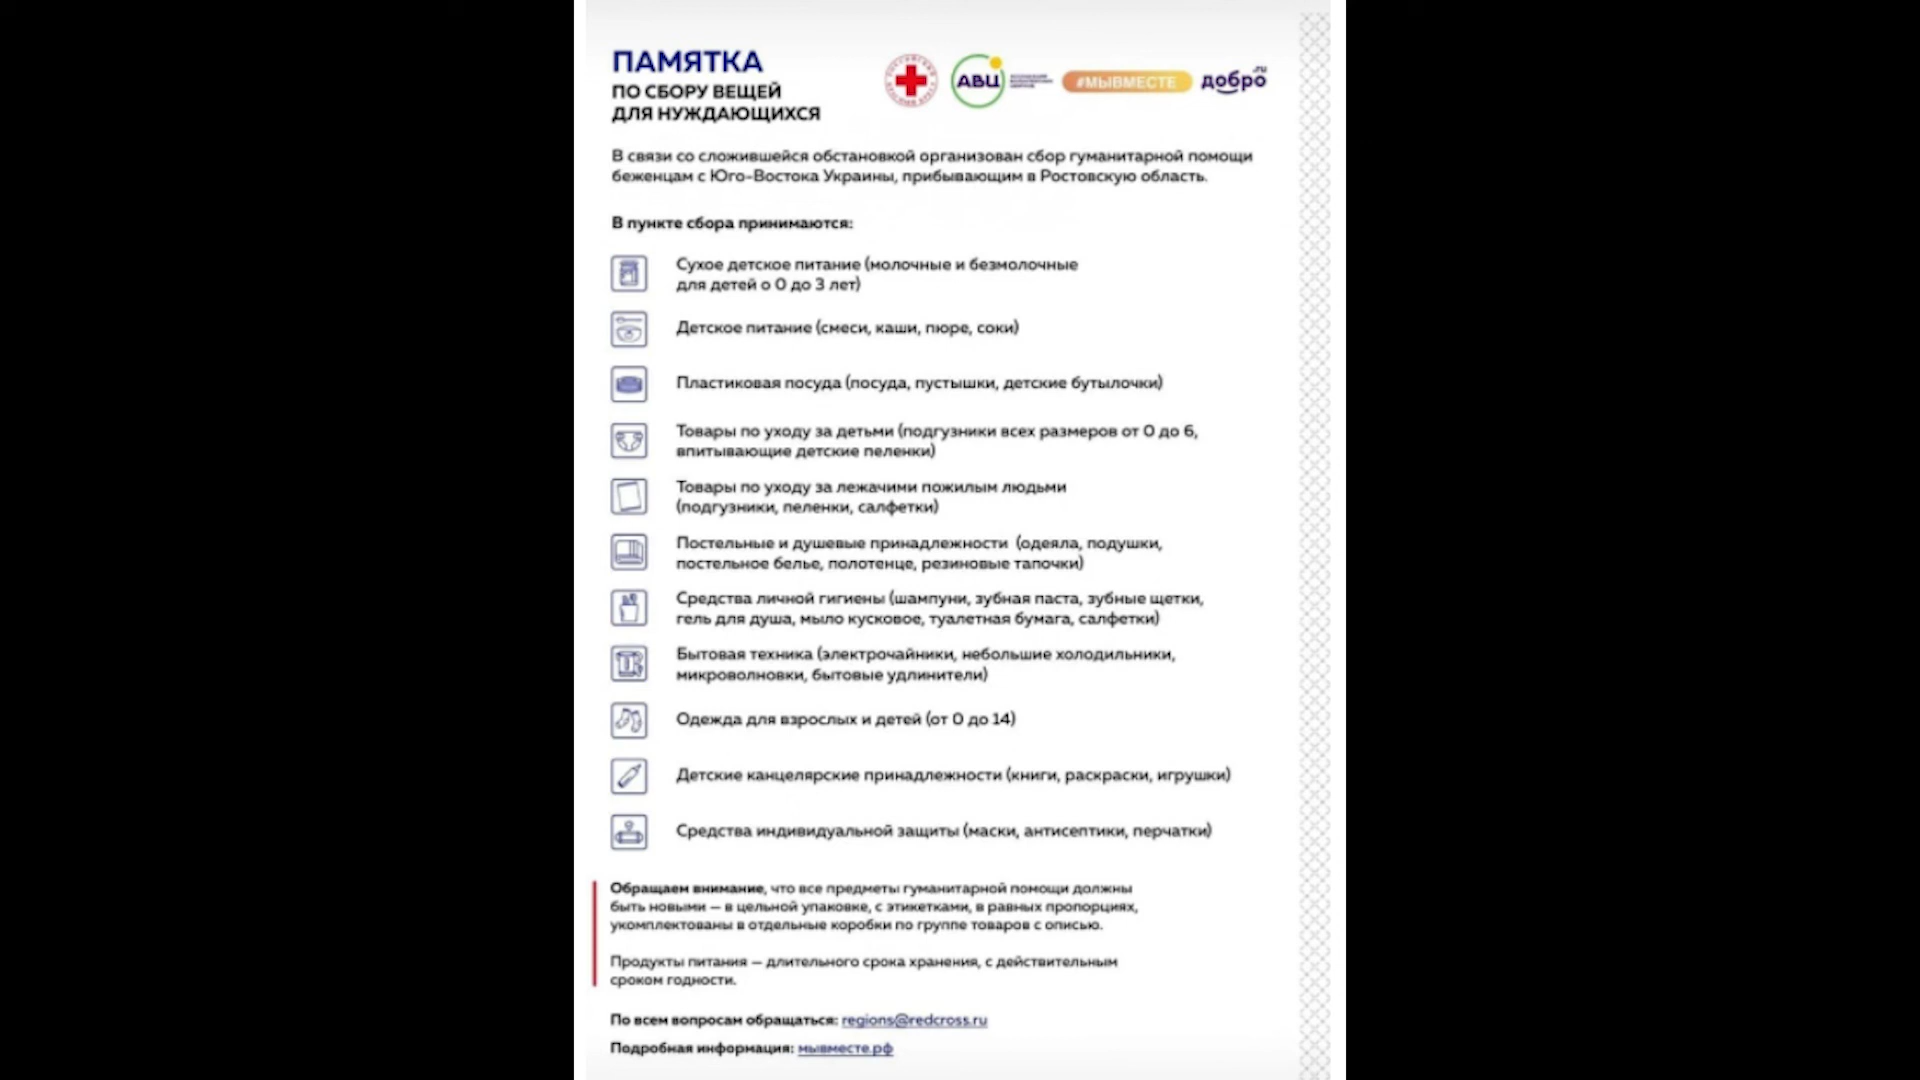 ПАМЯТКА
ПО СБОРУ ВЕЩЕЙ
ДЛЯ НУЖДАЮЩИХСЯ
АВЦ
#МЫВМЕСТЕ
добро.ru
В связи со сложившейся обстановкой организован сбор гуманитарной помощи
беженцам с Юго-Востока Украины, прибывающим в Ростовскую область.
В пункте сбора принимаются:
Сухое детское питание (молочные и безмолочные
для детей о 0 до 3 лет)
Детское питание (смеси, каши, пюре, соки)
Пластиковая посуда (посуда, пустышки, детские бутылочки)
Товары по уходу за детьми (подгузники всех размеров от 0 до 6,
впитывающие детские пеленки)
Товары по уходу за лежачими пожилым людьми
(подгузники, пеленки, салфетки)
Постельные и душевые принадлежности (одеяла, подушки,
постельное белье, полотенце, резиновые тапочки)
Средства личной гигиены (шампуни, зубная паста, зубные щетки,
гель для душа, мыло кусковое, туалетная бумага, салфетки)
Бытовая техника (электрочайники, небольшие холодильники,
микроволновки, бытовые удлинители)
Одежда для взрослых и детей (от 0 до 14)
Детские канцелярские принадлежности (книги, раскраски, игрушки)
Средства индивидуальной защиты (маски, антисептики, перчатки)
Обращаем внимание, что все предметы гуманитарной помощи должны
быть новыми — в цельной упаковке, с этикетками, в равных пропорциях,
укомплектованы в отдельные коробки по группе товаров с описью.
Продукты питания — длительного срока хранения, с действительным
сроком годности.
По всем вопросам обращаться: regions@redcross.ru
Подробная информация: мывместе.рф